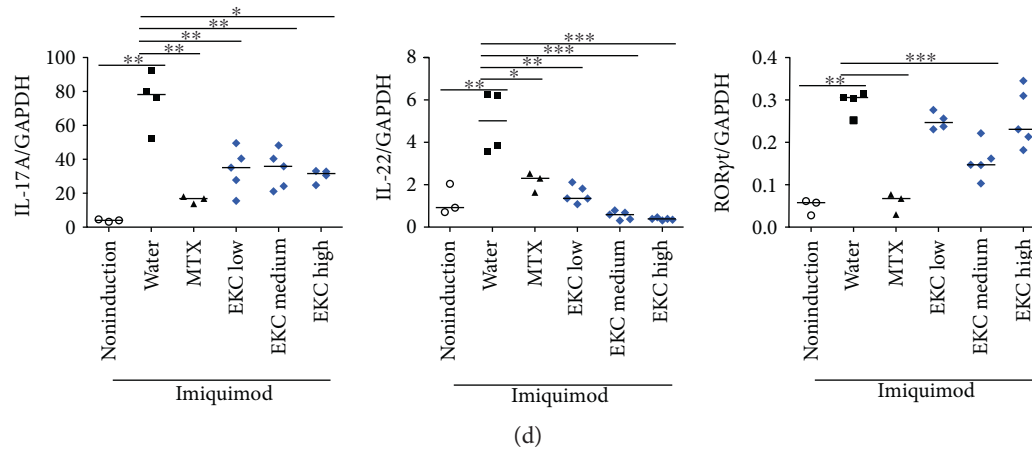 *
**
**
**
**
100
80
60
40
20
0
IL-17A/GAPDH
Noninduction
Water
MTX
EKC low
EKC medium
EKC high
Imiquimod
***
***
**
*
**
8
6
4
2
0
IL-22/GAPDH
Noninduction
Water
MTX
EKC low
EKC medium
EKC high
Imiquimod
***
**
0.4
0.3
0.2
0.1
0.0
RORγt/GAPDH
Noninduction
Water
MTX
EKC low
EKC medium
EKC high
Imiquimod
(d)